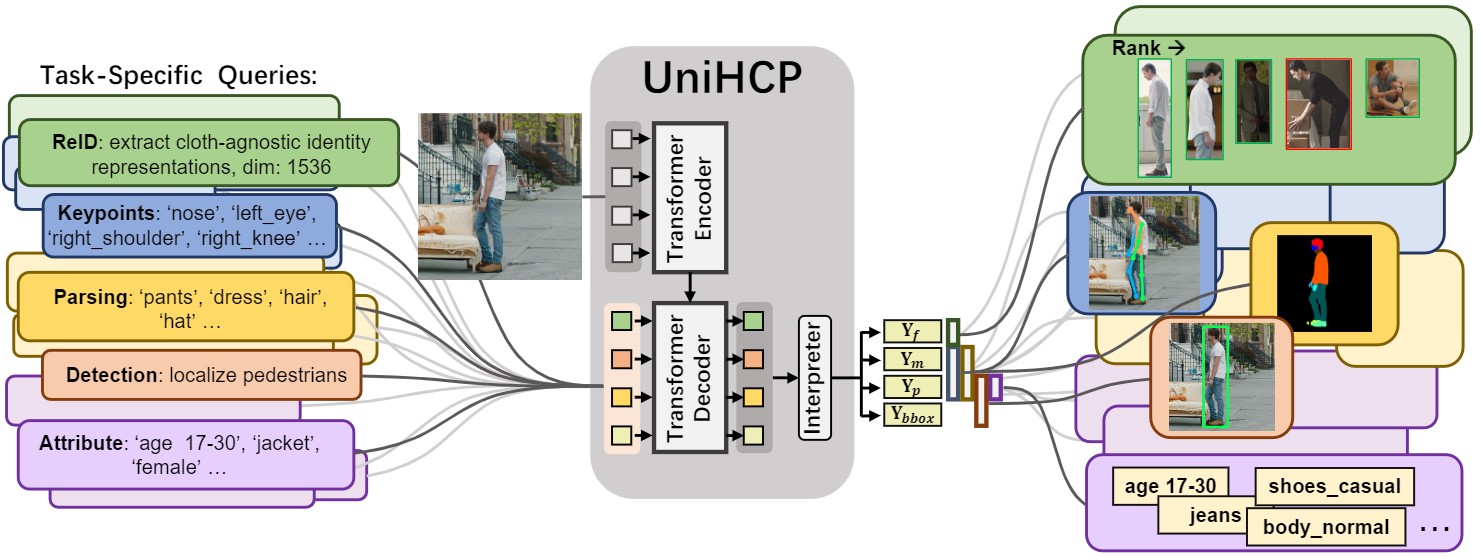 Task-Specific Queries:
ReID: extract cloth-agnostic identity
representations, dim: 1536
Keypoints: ‘nose’, ‘left_eye’,
‘right_shoulder’, ‘right_knee’ …
Parsing: ‘pants’, ‘dress’, ‘hair’,
‘hat’ …
Detection: localize pedestrians
Attribute: ‘age 17-30’, ‘jacket’,
‘female’ …
UniHCP
Transformer
Encoder
Transformer
Decoder
Interpreter
Y_f
Y_m
Y_p
Y_bbox
Rank →
age 17-30
shoes_casual
jeans
body_normal
…